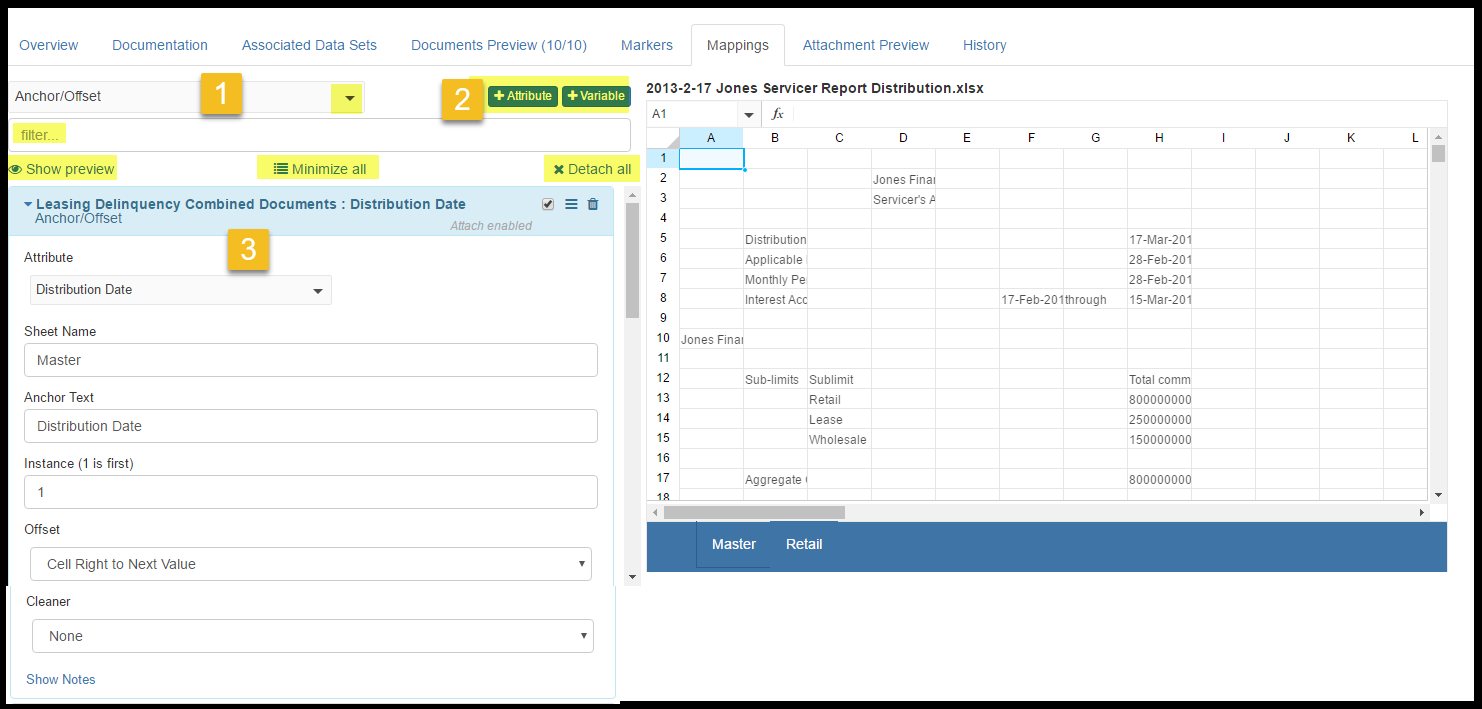 Overview Documentation Associated Data Sets Documents Preview (10/10) Markers Mappings Attachment Preview History
Anchor/Offset
1
2
+ Attribute + Variable
filter...
Show preview Minimize all Detach all
Leasing Delinquency Combined Documents : Distribution Date
Anchor/Offset
Attach enabled
3
Attribute
Distribution Date
Sheet Name
Master
Anchor Text
Distribution Date
Instance (1 is first)
1
Offset
Cell Right to Next Value
Cleaner
None
Show Notes
2013-2-17 Jones Servicer Report Distribution.xlsx
A1 fx
A B C D E F G H I J K L
1
2 Jones Finar
3 Servicer's A
4
5 Distribution 17-Mar-201
6 Applicable 28-Feb-201
7 Monthly Pe 28-Feb-201
8 Interest Acc 17-Feb-201 through 15-Mar-201
9
10 Jones Finar
11
12 Sub-limits Sublimit Total comm
13 Retail 800000000
14 Lease 250000000
15 Wholesale 150000000
16
17 Aggregate 800000000
18
Master Retail